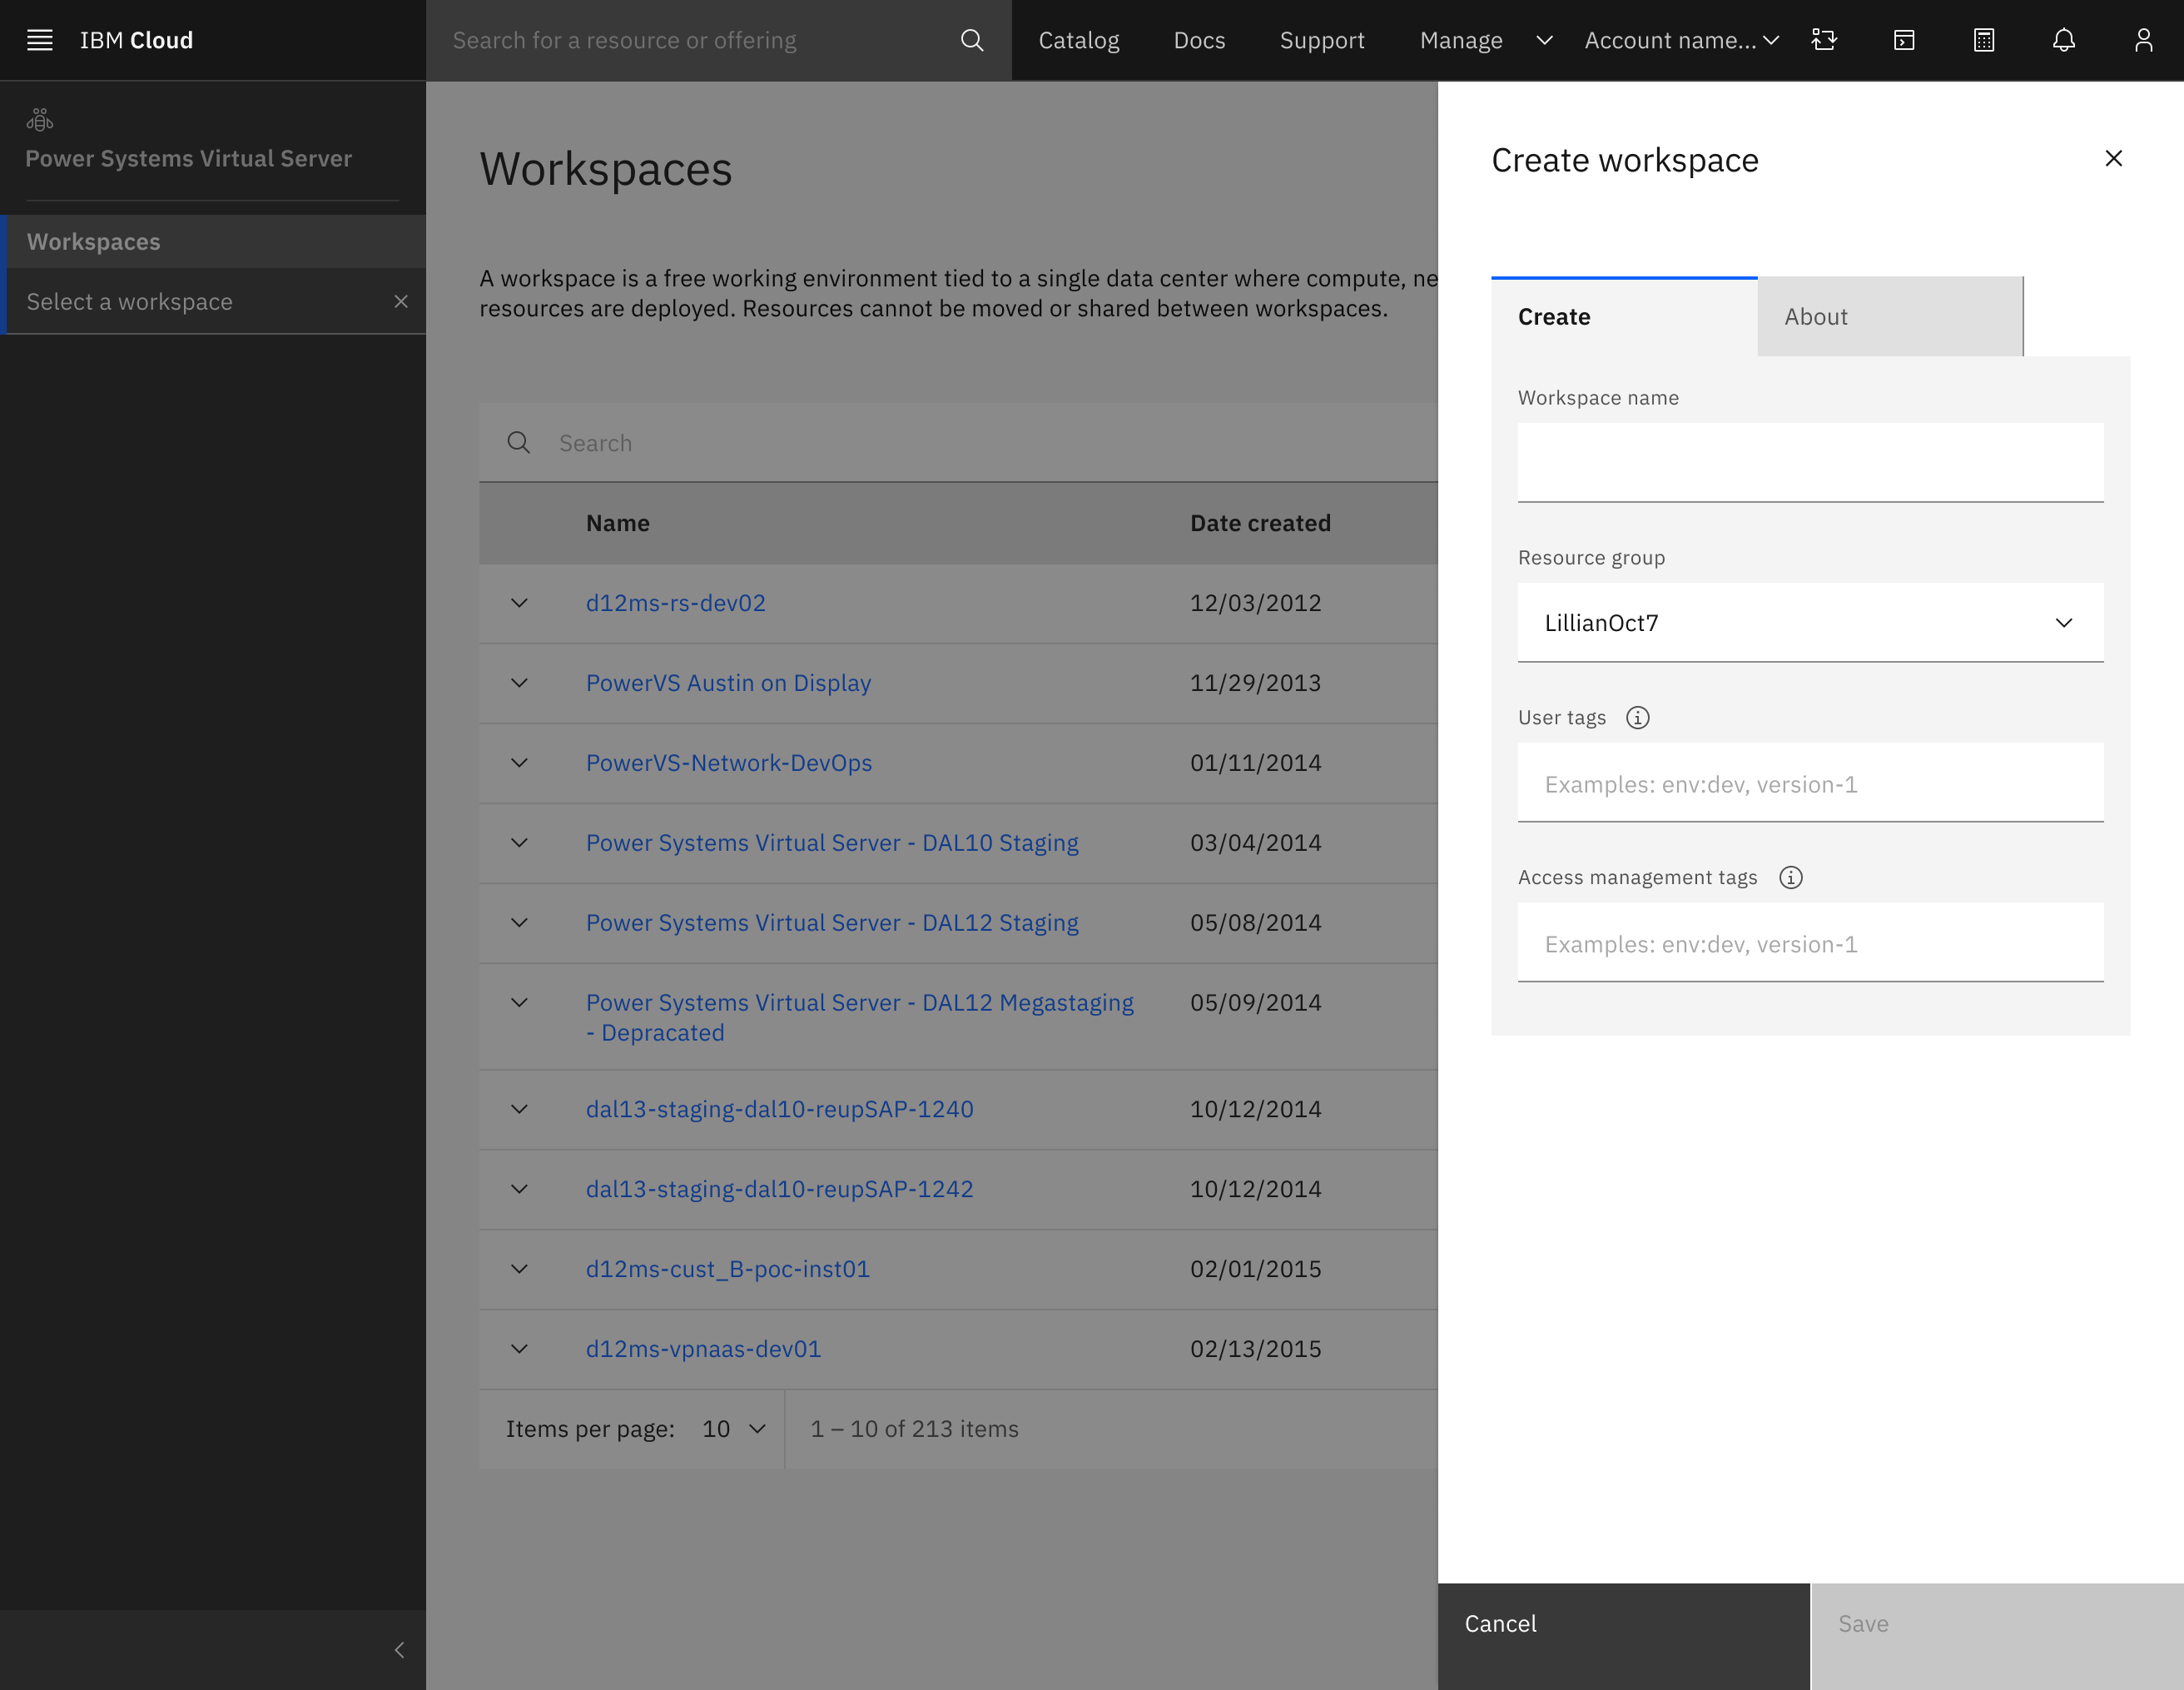 IBM Cloud
Search for a resource or offering
Catalog
Docs
Support
Manage
Account name...
Power Systems Virtual Server
Workspaces
Select a workspace
Workspaces
A workspace is a free working environment tied to a single data center where compute,
resources are deployed. Resources cannot be moved or shared between workspaces.
Search
Name Date created
d12ms-rs-dev02 12/03/2012
PowerVS Austin on Display 11/29/2013
PowerVS-Network-DevOps 01/11/2014
Power Systems Virtual Server - DAL10 Staging 03/04/2014
Power Systems Virtual Server - DAL12 Staging 05/08/2014
Power Systems Virtual Server - DAL12 Megastaging 05/09/2014
- Depracated
dal13-staging-dal10-reupSAP-1240 10/12/2014
dal13-staging-dal10-reupSAP-1242 10/12/2014
d12ms-cust_B-poc-inst01 02/01/2015
d12ms-vpnaas-dev01 02/13/2015
Items per page: 10 1 – 10 of 213 items
Create workspace
Create
About
Workspace name
Resource group
LillianOct7
User tags
Examples: env:dev, version-1
Access management tags
Examples: env:dev, version-1
Cancel
Save